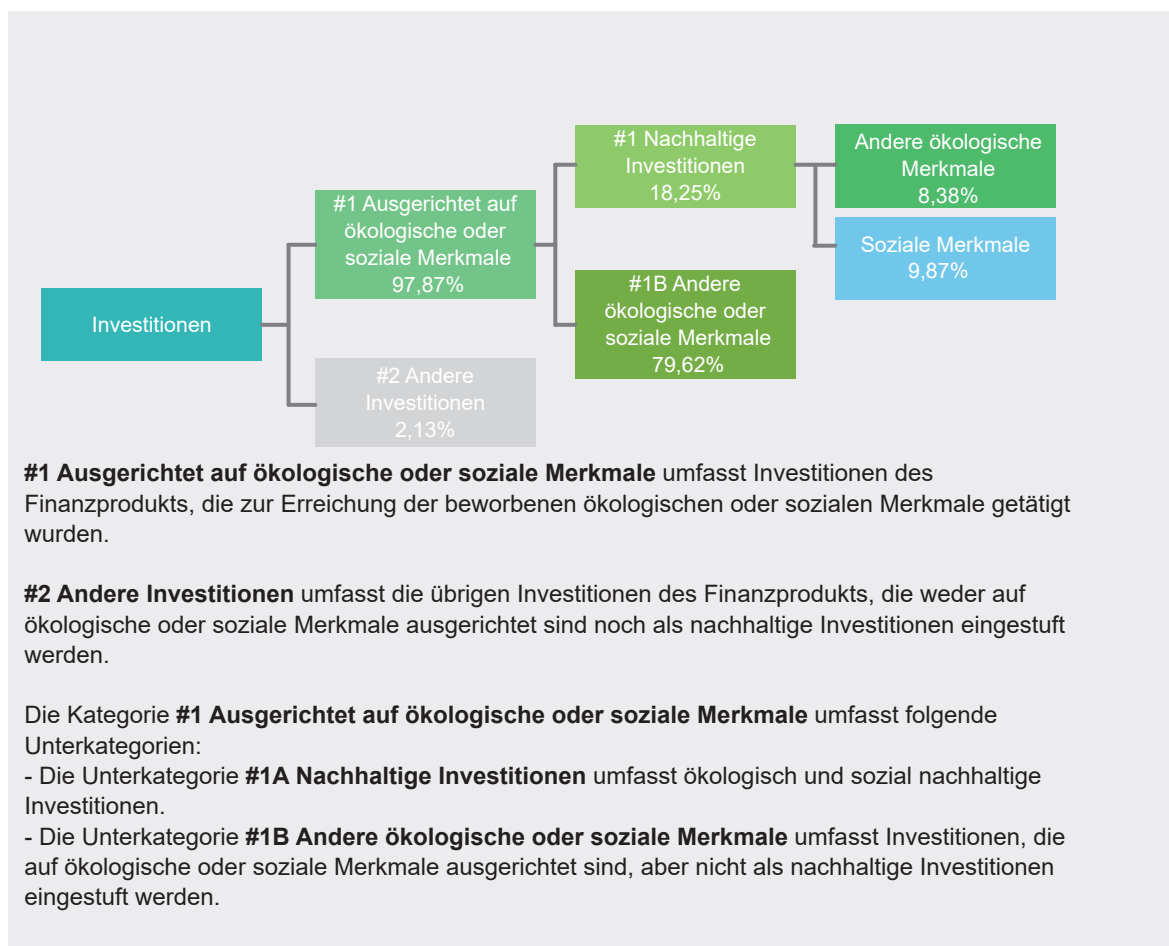 Investitionen
#1 Ausgerichtet auf
ökologische oder
soziale Merkmale
97,87%
#2 Andere
Investitionen
2,13%
#1 Nachhaltige
Investitionen
18,25%
#1B Andere
ökologische oder
soziale Merkmale
79,62%
Andere ökologische
Merkmale
8,38%
Soziale Merkmale
9,87%
#1 Ausgerichtet auf ökologische oder soziale Merkmale umfasst Investitionen des
Finanzprodukts, die zur Erreichung der beworbenen ökologischen oder sozialen Merkmale getätigt
wurden.
#2 Andere Investitionen umfasst die übrigen Investitionen des Finanzprodukts, die weder auf
ökologische oder soziale Merkmale ausgerichtet sind noch als nachhaltige Investitionen eingestuft
werden.
Die Kategorie #1 Ausgerichtet auf ökologische oder soziale Merkmale umfasst folgende
Unterkategorien:
- Die Unterkategorie #1A Nachhaltige Investitionen umfasst ökologisch und sozial nachhaltige
Investitionen.
- Die Unterkategorie #1B Andere ökologische oder soziale Merkmale umfasst Investitionen, die
auf ökologische oder soziale Merkmale ausgerichtet sind, aber nicht als nachhaltige Investitionen
eingestuft werden.